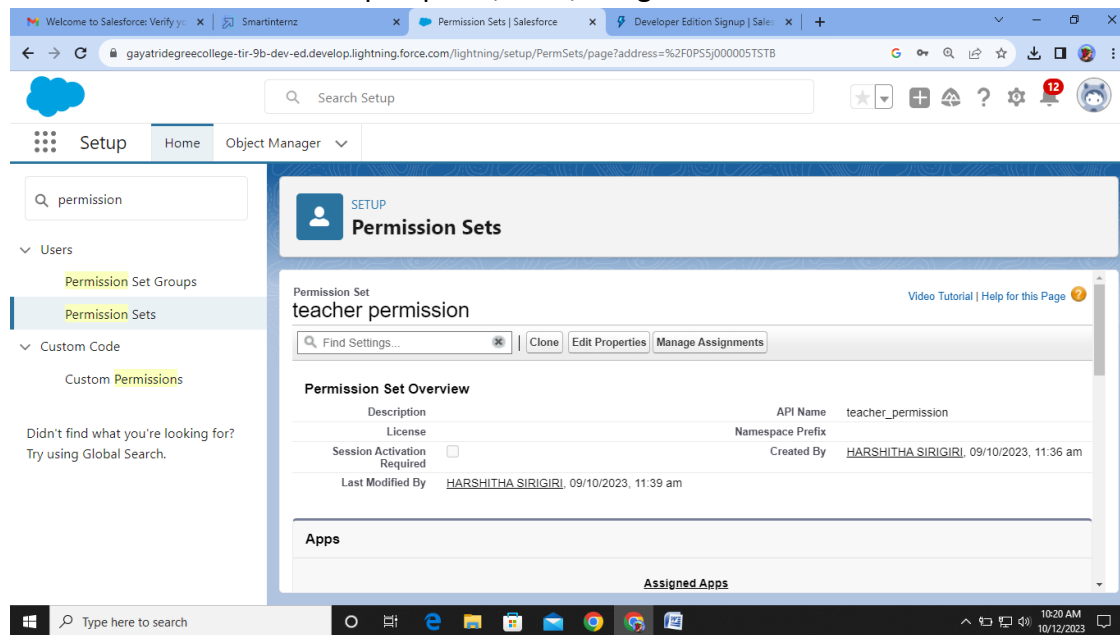 Welcome to Salesforce: Verify yo
Smartinternz
Permission Sets | Salesforce
Developer Edition Signup | Sales
gayatridegreecollege-tir-9b-dev-ed.develop.lightning.force.com/lightning/setup/PermSets/page?address=%2F0PS5j000005TSTB
Search Setup
12
Setup Home Object Manager
permission
SETUP
Permission Sets
Users
Permission Set Groups
Permission Sets
Custom Code
Custom Permissions
Didn't find what you're looking for?
Try using Global Search.
Permission Set
teacher permission
Video Tutorial | Help for this Page
Find Settings... | Clone Edit Properties Manage Assignments
Permission Set Overview
Description API Name teacher_permission
License Namespace Prefix
Session Activation Required Created By HARSHITHA SIRIGIRI, 09/10/2023, 11:36 am
Last Modified By HARSHITHA SIRIGIRI, 09/10/2023, 11:39 am
Apps
Assigned Apps
Type here to search
10:20 AM
10/12/2023